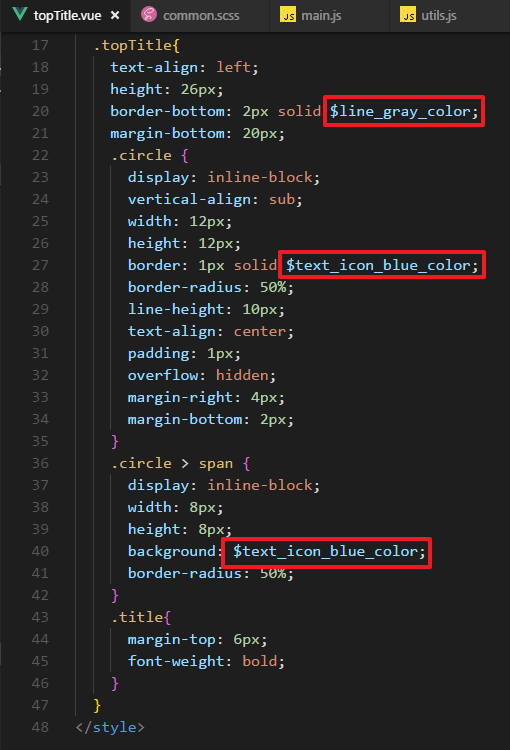 topTitle.vue × common.scss JS main.js JS utils.js
17 .topTitle{
18 text-align: left;
19 height: 26px;
20 border-bottom: 2px solid $line_gray_color;
21 margin-bottom: 20px;
22 .circle {
23 display: inline-block;
24 vertical-align: sub;
25 width: 12px;
26 height: 12px;
27 border: 1px solid $text_icon_blue_color;
28 border-radius: 50%;
29 line-height: 10px;
30 text-align: center;
31 padding: 1px;
32 overflow: hidden;
33 margin-right: 4px;
34 margin-bottom: 2px;
35 }
36 .circle > span {
37 display: inline-block;
38 width: 8px;
39 height: 8px;
40 background: $text_icon_blue_color;
41 border-radius: 50%;
42 }
43 .title{
44 margin-top: 6px;
45 font-weight: bold;
46 }
47 }
48 </style>